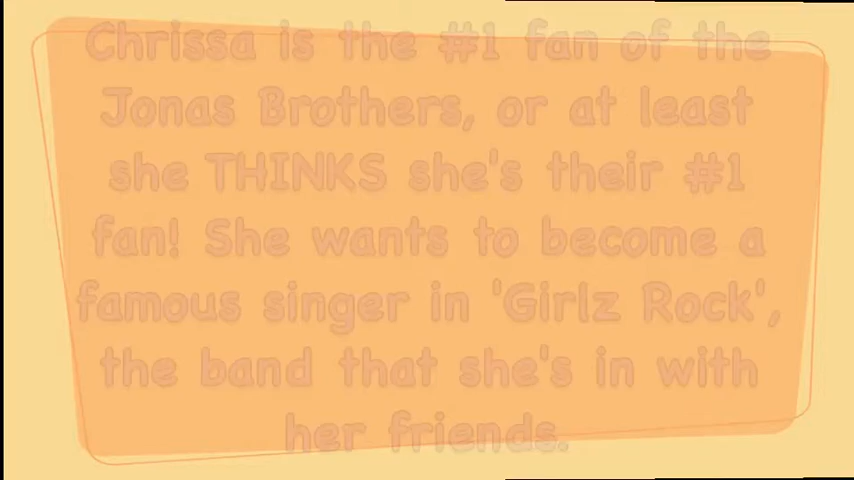 Chrissa is the #1 fan of the
Jonas Brothers, or at least
she THINKS she's their #1
fan! She wants to become a
famous singer in 'Girlz Rock',
the band that she's in with
her friends.